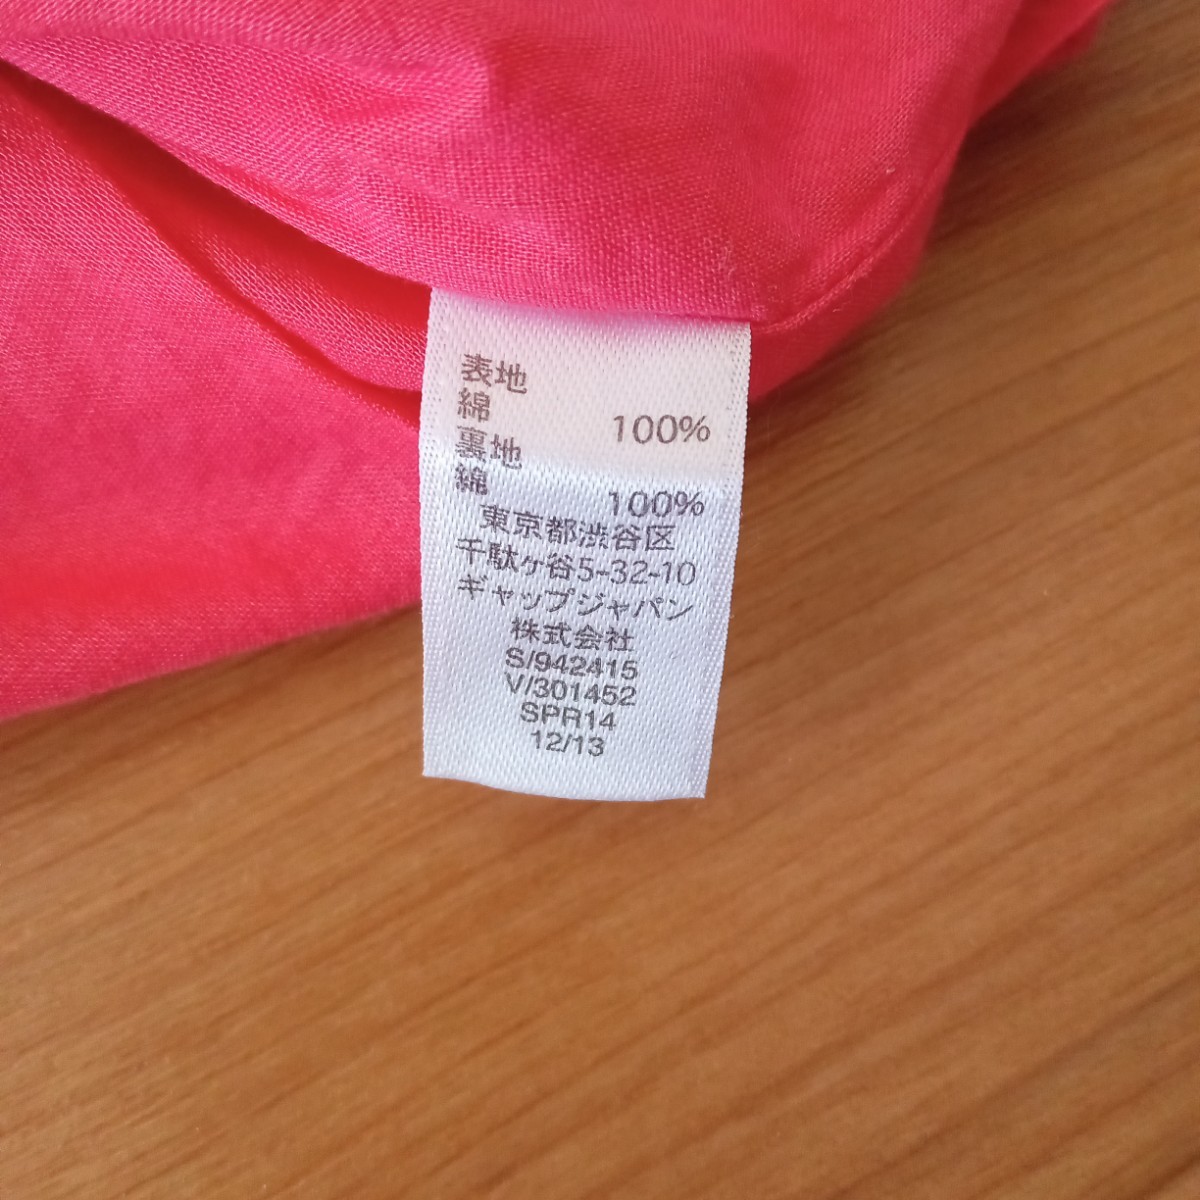 表地
綿 100%
裏地
綿 100%
東京都渋谷区
千駄ヶ谷5-32-10
ギャップジャパン
株式会社
S/942415
V/301452
SPR14
12/13